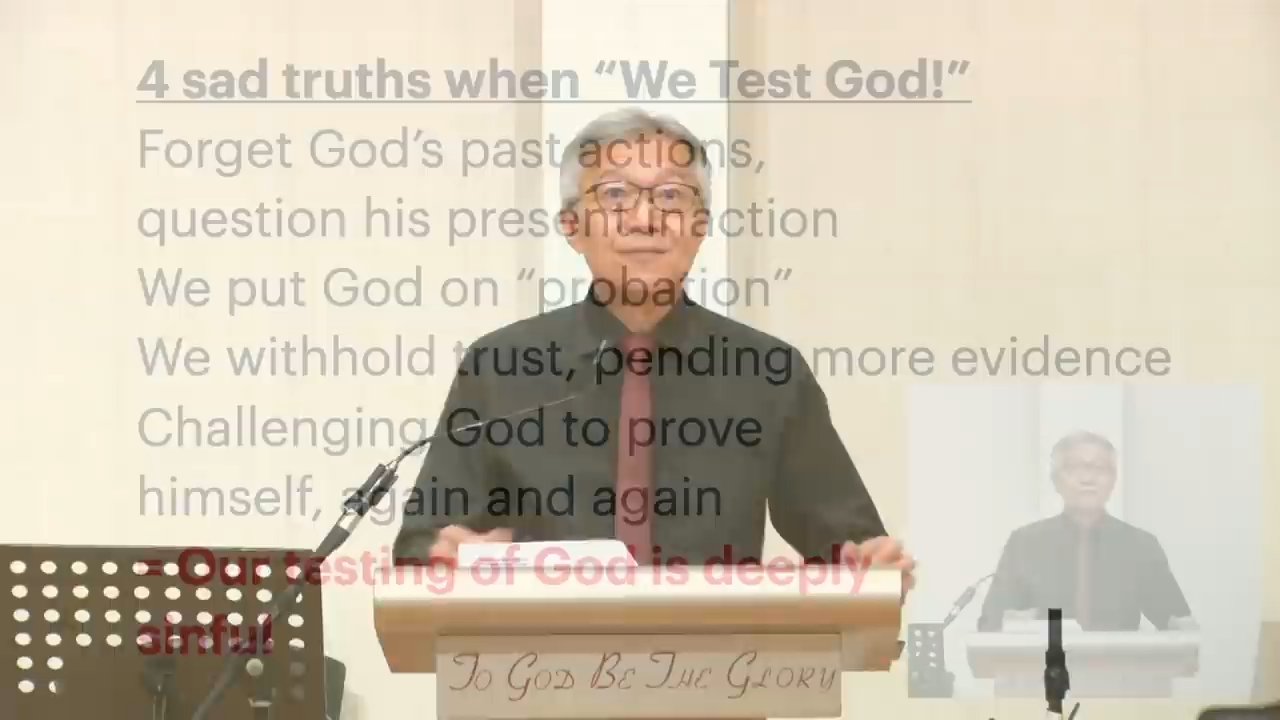 4 sad truths when “We Test God!”
Forget God’s past actions,
question his present action
We put God on “probation”
We withhold trust, pending more evidence
Challenging God to prove
himself, again and again
= Our testing of God is deeply
sinful
To God Be The Glory